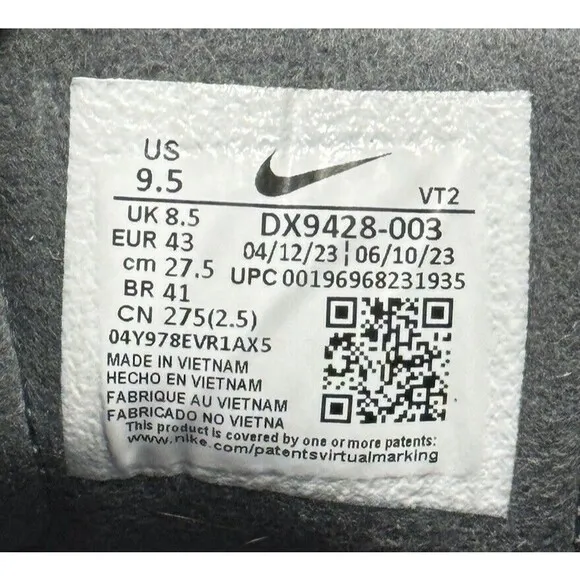 US
9.5
VT2
UK 8.5
EUR 43
cm 27.5
BR 41
CN 275(2.5)
DX9428-003
04/12/23 ¦ 06/10/23
UPC 00196968231935
04Y978EVR1AX5
MADE IN VIETNAM
HECHO EN VIETNAM
FABRIQUE AU VIETNAM
FABRICADO NO VIETNA
This product is covered by one or more patents:
www.nike.com/patentsvirtualmarking